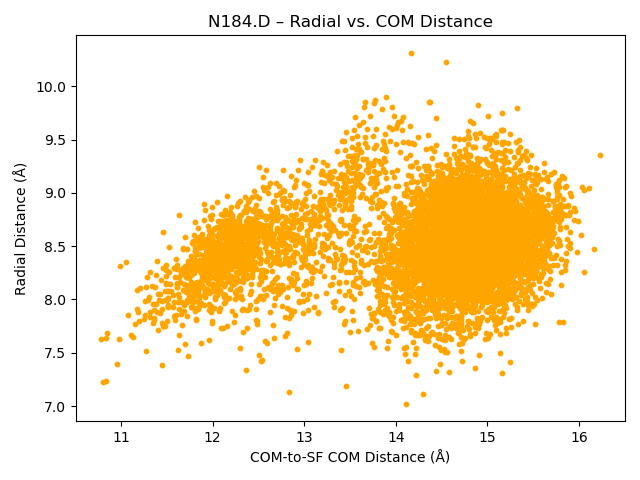 N184.D – Radial vs. COM Distance
Radial Distance (Å)
10.0
9.5
9.0
8.5
8.0
7.5
7.0
11 12 13 14 15 16
COM-to-SF COM Distance (Å)